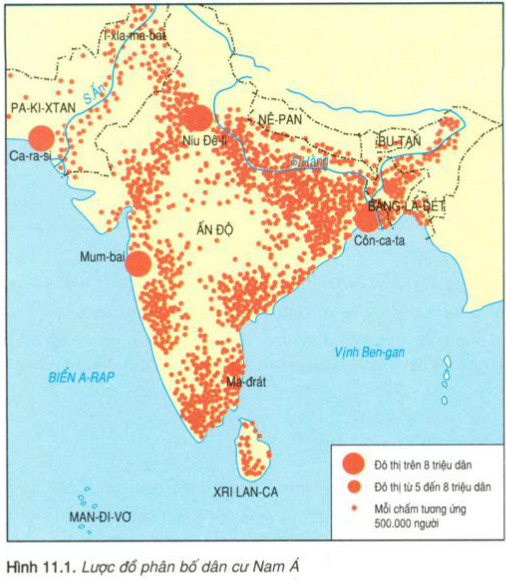 I-xla-ma-bat
S.Ấn
PA-KI-XTAN
NÊ-PAN
Niu Đê-li
BU-TAN
Ca-ra-si
S.Hằng
BĂNG-LA-ĐÉT
ẤN ĐỘ
Côn-ca-ta
Mum-bai
Vịnh Ben-gan
BIỂN A-RAP
Ma-đrát
XRI LAN-CA
MAN-ĐI-VƠ
Đô thị trên 8 triệu dân
Đô thị từ 5 đến 8 triệu dân
Mỗi chấm tương ứng
500.000 người
Hình 11.1. Lược đồ phân bố dân cư Nam Á